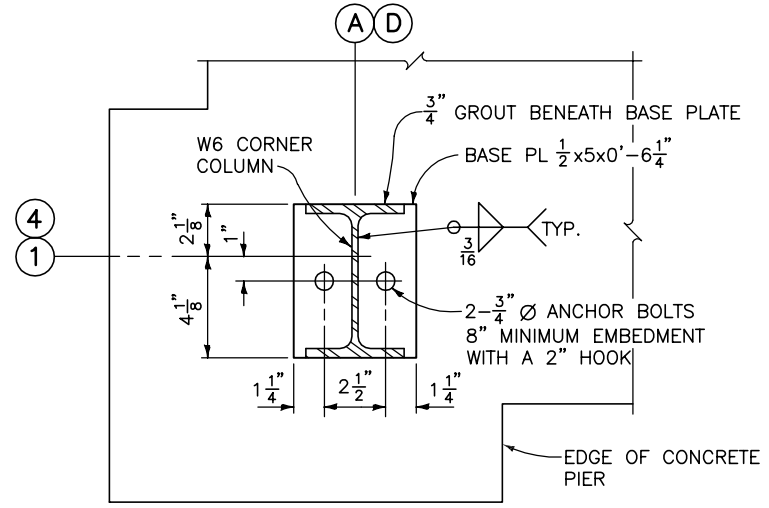 A D
3/4" GROUT BENEATH BASE PLATE
W6 CORNER
COLUMN
BASE PL 1/2x5x0'-6 1/4"
4
1
2 1/8"
1"
4 1/8"
3/16
TYP.
2-3/4" Ø ANCHOR BOLTS
8" MINIMUM EMBEDMENT
WITH A 2" HOOK
1 1/4"
2 1/2"
1 1/4"
EDGE OF CONCRETE
PIER